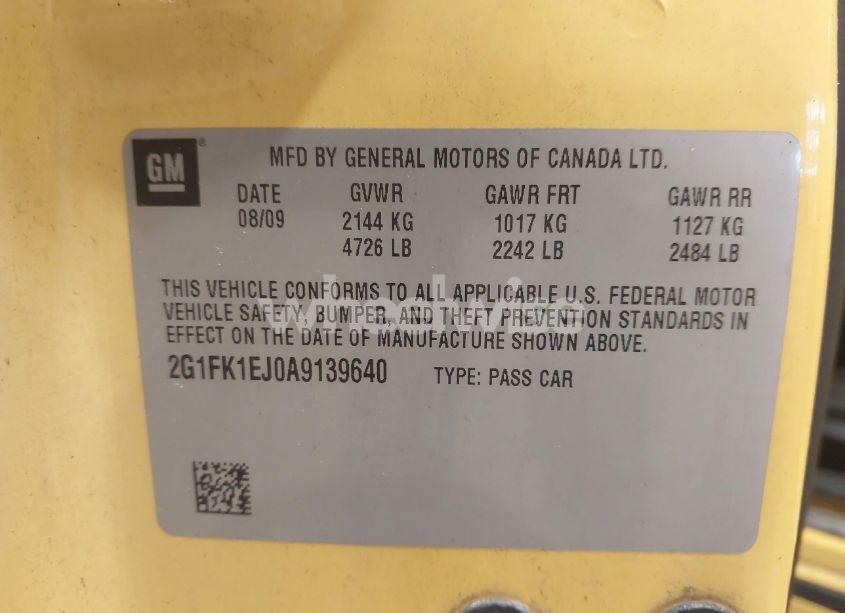 GM
MFD BY GENERAL MOTORS OF CANADA LTD.
DATE GVWR GAWR FRT GAWR RR
08/09 2144 KG 1017 KG 1127 KG
4726 LB 2242 LB 2484 LB
THIS VEHICLE CONFORMS TO ALL APPLICABLE U.S. FEDERAL MOTOR
VEHICLE SAFETY, BUMPER, AND THEFT PREVENTION STANDARDS IN
EFFECT ON THE DATE OF MANUFACTURE SHOWN ABOVE.
2G1FK1EJ0A9139640 TYPE: PASS CAR